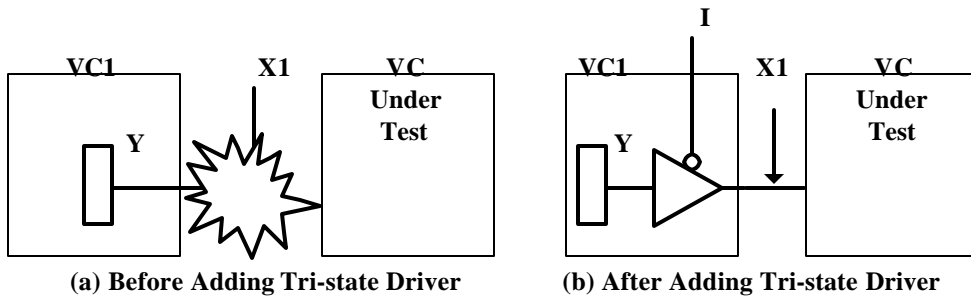 VC1
X1
VC
Under
Test
Y
(a) Before Adding Tri-state Driver
I
VC1
X1
VC
Under
Test
Y
(b) After Adding Tri-state Driver